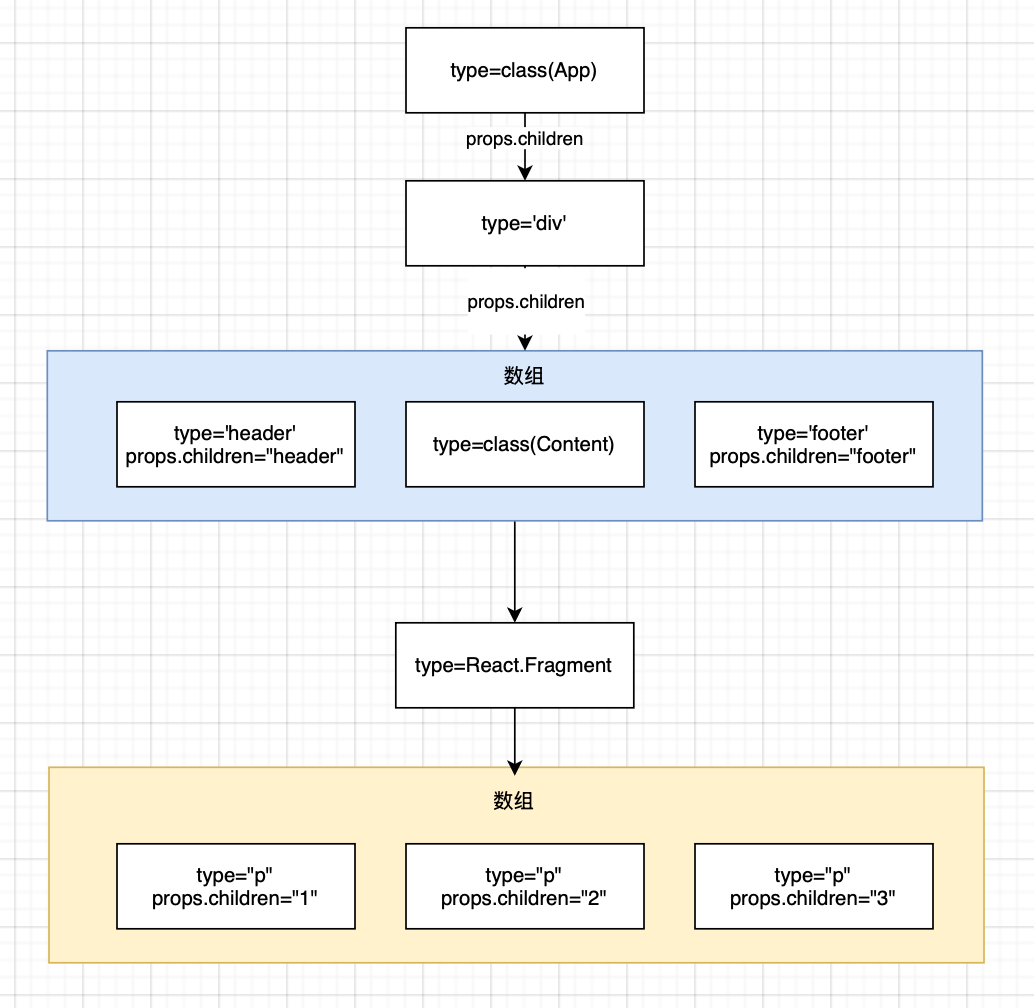 type=class(App)
props.children
type='div'
props.children
数组
type='header'
props.children="header"
type=class(Content)
type='footer'
props.children="footer"
type=React.Fragment
数组
type="p"
props.children="1"
type="p"
props.children="2"
type="p"
props.children="3"